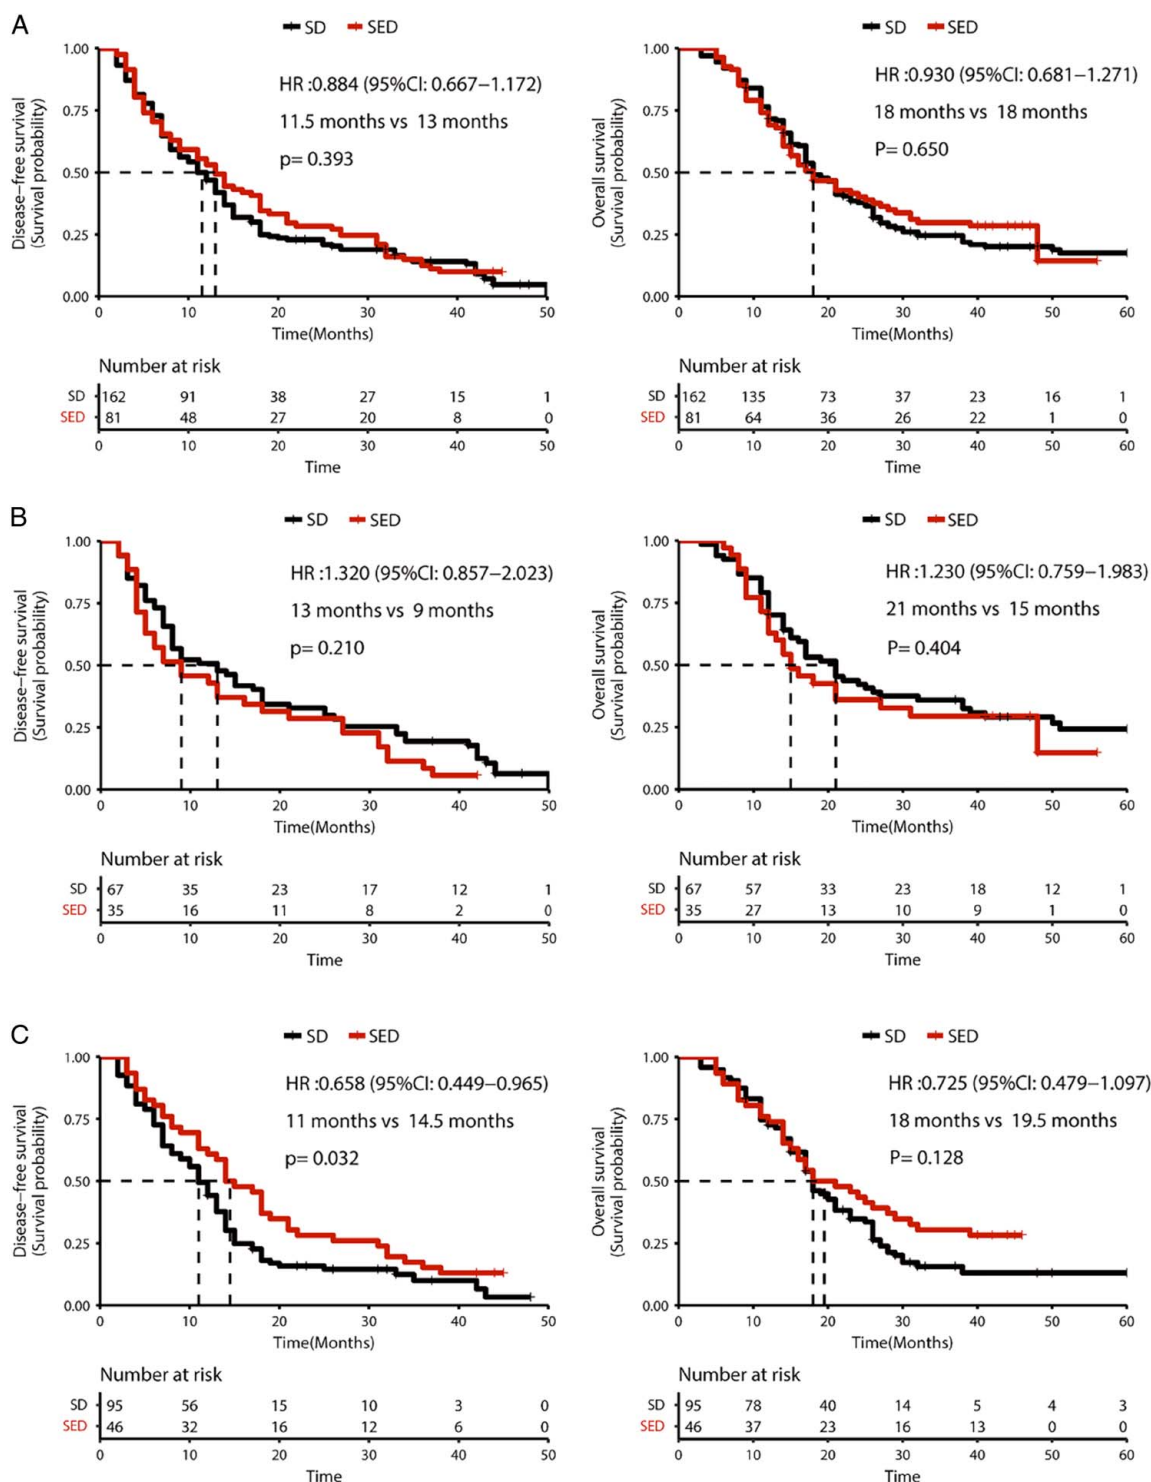 A
SD SED
Disease–free survival
(Survival probability)
1.00
0.75
0.50
0.25
0.00
HR :0.884 (95%CI: 0.667–1.172)
11.5 months vs 13 months
p= 0.393
0 10 20 30 40 50
Time(Months)
Number at risk
SD 162 91 38 27 15 1
SED 81 48 27 20 8 0
0 10 20 30 40 50
Time
SD SED
Overall survival
(Survival probability)
1.00
0.75
0.50
0.25
0.00
HR :0.930 (95%CI: 0.681–1.271)
18 months vs 18 months
P= 0.650
0 10 20 30 40 50 60
Time(Months)
Number at risk
162 135 73 37 23 16 1
SD
81 64 36 26 22 1 0
SED
0 10 20 30 40 50 60
Time
B
SD SED
Disease–free survival
(Survival probability)
1.00
0.75
0.50
0.25
0.00
HR :1.320 (95%CI: 0.857–2.023)
13 months vs 9 months
p= 0.210
0 10 20 30 40 50
Time(Months)
Number at risk
SD 67 35 23 17 12 1
SED 35 16 11 8 2 0
0 10 20 30 40 50
Time
SD SED
Overall survival
(Survival probability)
1.00
0.75
0.50
0.25
0.00
HR :1.230 (95%CI: 0.759–1.983)
21 months vs 15 months
P= 0.404
0 10 20 30 40 50 60
Time(Months)
Number at risk
SD 67 57 33 23 18 12 1
SED 35 27 13 10 9 1 0
0 10 20 30 40 50 60
Time
C
SD SED
Disease–free survival
(Survival probability)
1.00
0.75
0.50
0.25
0.00
HR :0.658 (95%CI: 0.449–0.965)
11 months vs 14.5 months
p= 0.032
0 10 20 30 40 50
Time(Months)
Number at risk
SD 95 56 15 10 3 0
SED 46 32 16 12 6 0
0 10 20 30 40 50
Time
SD SED
Overall survival
(Survival probability)
1.00
0.75
0.50
0.25
0.00
HR :0.725 (95%CI: 0.479–1.097)
18 months vs 19.5 months
P= 0.128
0 10 20 30 40 50 60
Time(Months)
Number at risk
SD 95 78 40 14 5 4 3
SED 46 37 23 16 13 0 0
0 10 20 30 40 50 60
Time